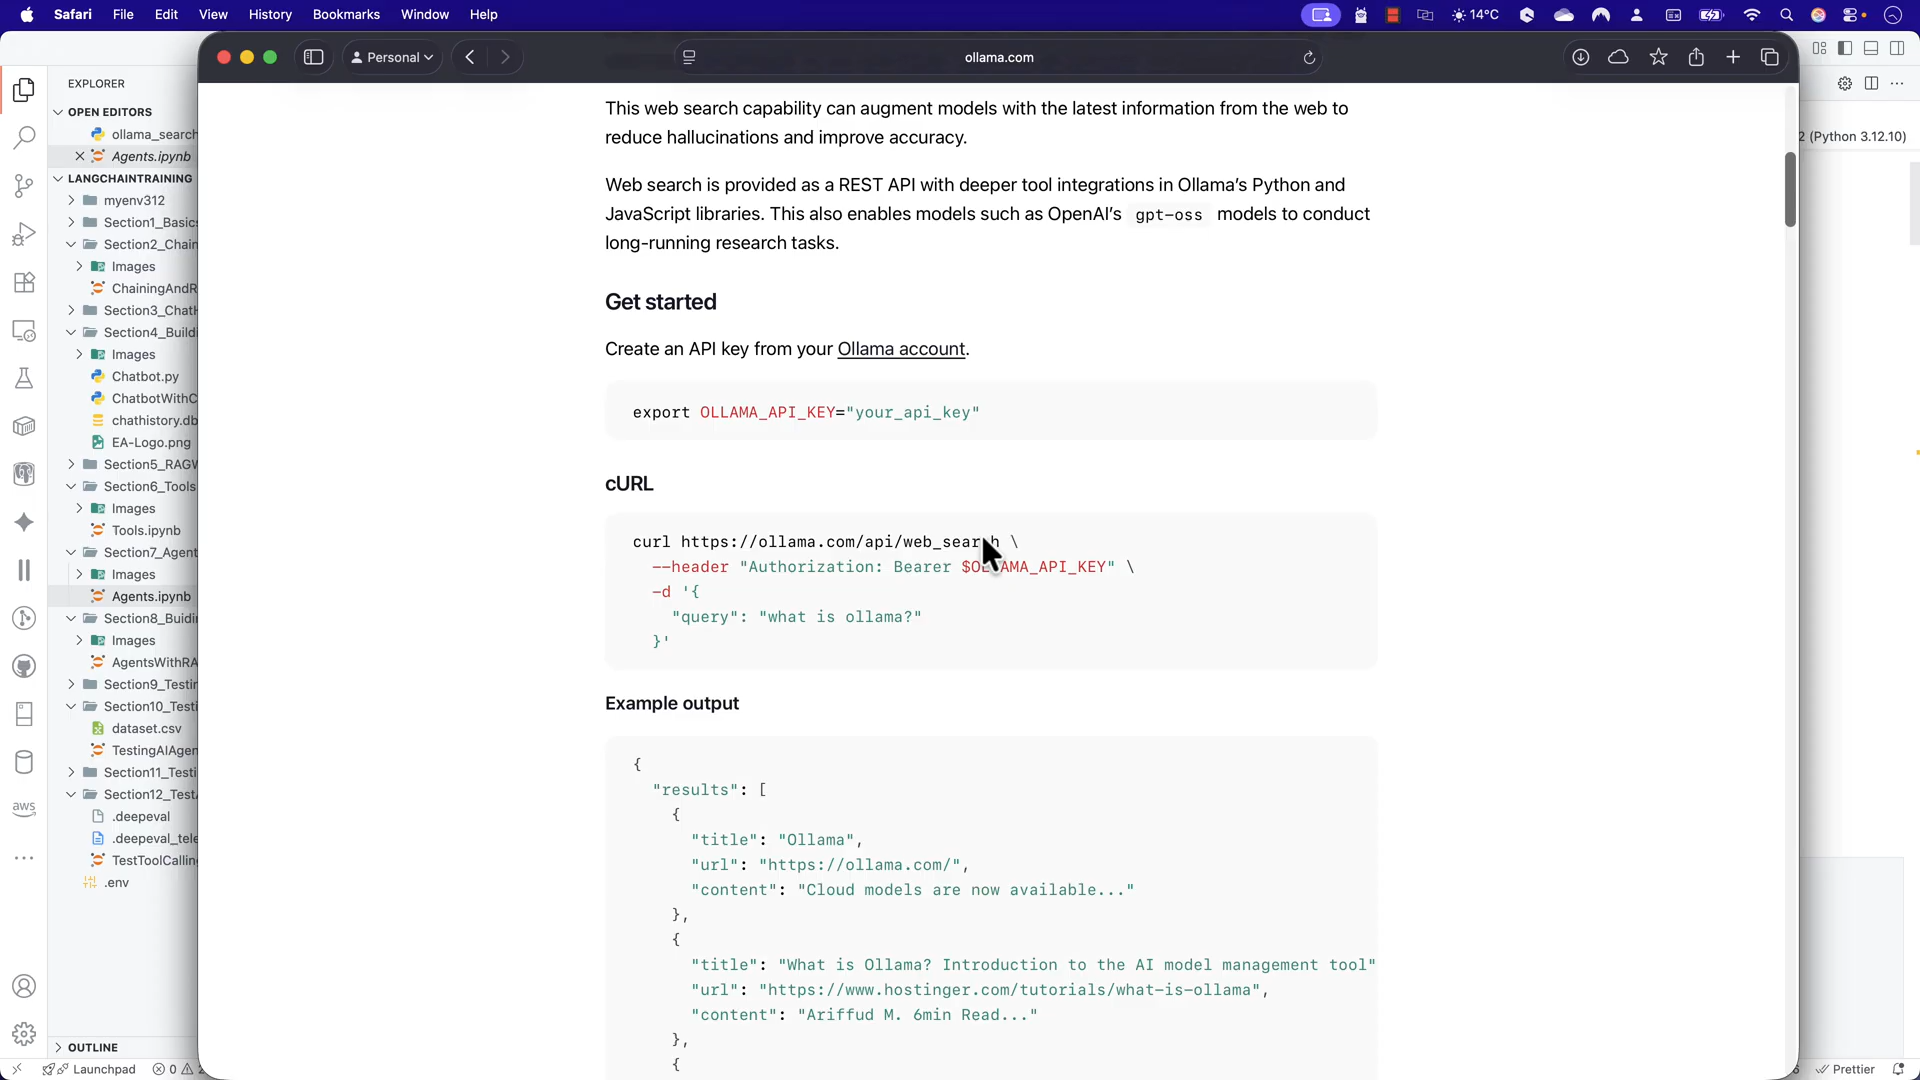 Safari File Edit View History Bookmarks Window Help
14°C
Personal
ollama.com
EXPLORER
OPEN EDITORS
ollama_search
Agents.ipynb
LANGCHAINTRAINING
myenv312
Section1_Basics
Section2_Chain
Images
ChainingAndR
Section3_ChatH
Section4_Buildi
Images
Chatbot.py
ChatbotWithC
chathistory.db
EA-Logo.png
Section5_RAGW
Section6_Tools
Images
Tools.ipynb
Section7_Agent
Images
Agents.ipynb
Section8_Buidi
Images
AgentsWithRA
Section9_Testin
Section10_Testi
dataset.csv
TestingAIAgen
Section11_Testi
Section12_TestA
.deepeval
.deepeval_tele
TestToolCalling
.env
OUTLINE
Launchpad
0
aws
2 (Python 3.12.10)
This web search capability can augment models with the latest information from the web to
reduce hallucinations and improve accuracy.
Web search is provided as a REST API with deeper tool integrations in Ollama's Python and
JavaScript libraries. This also enables models such as OpenAI's gpt-oss models to conduct
long-running research tasks.
Get started
Create an API key from your Ollama account.
export OLLAMA_API_KEY="your_api_key"
cURL
curl https://ollama.com/api/web_search \
--header "Authorization: Bearer $OLLAMA_API_KEY" \
-d '{
"query": "what is ollama?"
}'
Example output
{
"results": [
{
"title": "Ollama",
"url": "https://ollama.com/",
"content": "Cloud models are now available..."
},
{
"title": "What is Ollama? Introduction to the AI model management tool"
"url": "https://www.hostinger.com/tutorials/what-is-ollama",
"content": "Ariffud M. 6min Read..."
},
{
Prettier